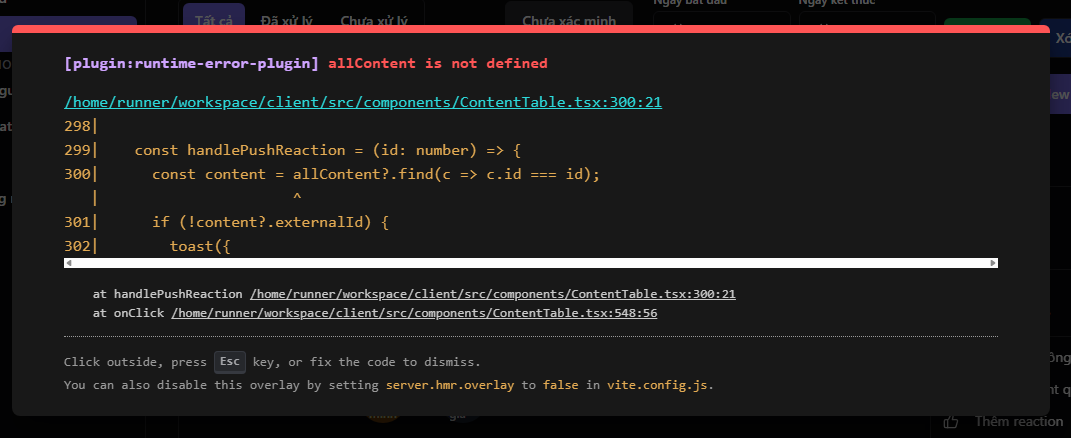 Tất cả
Đã xử lý
Chưa xử lý
Chưa xác minh
Ngày bắt đầu
Ngày kết thúc
Xó
[plugin:runtime-error-plugin] allContent is not defined
/home/runner/workspace/client/src/components/ContentTable.tsx:300:21
298|
299|    const handlePushReaction = (id: number) => {
300|      const content = allContent?.find(c => c.id === id);
   |                      ^
301|      if (!content?.externalId) {
302|        toast({
at handlePushReaction /home/runner/workspace/client/src/components/ContentTable.tsx:300:21
at onClick /home/runner/workspace/client/src/components/ContentTable.tsx:548:56
Click outside, press Esc key, or fix the code to dismiss.
You can also disable this overlay by setting server.hmr.overlay to false in vite.config.js.
Thêm reaction